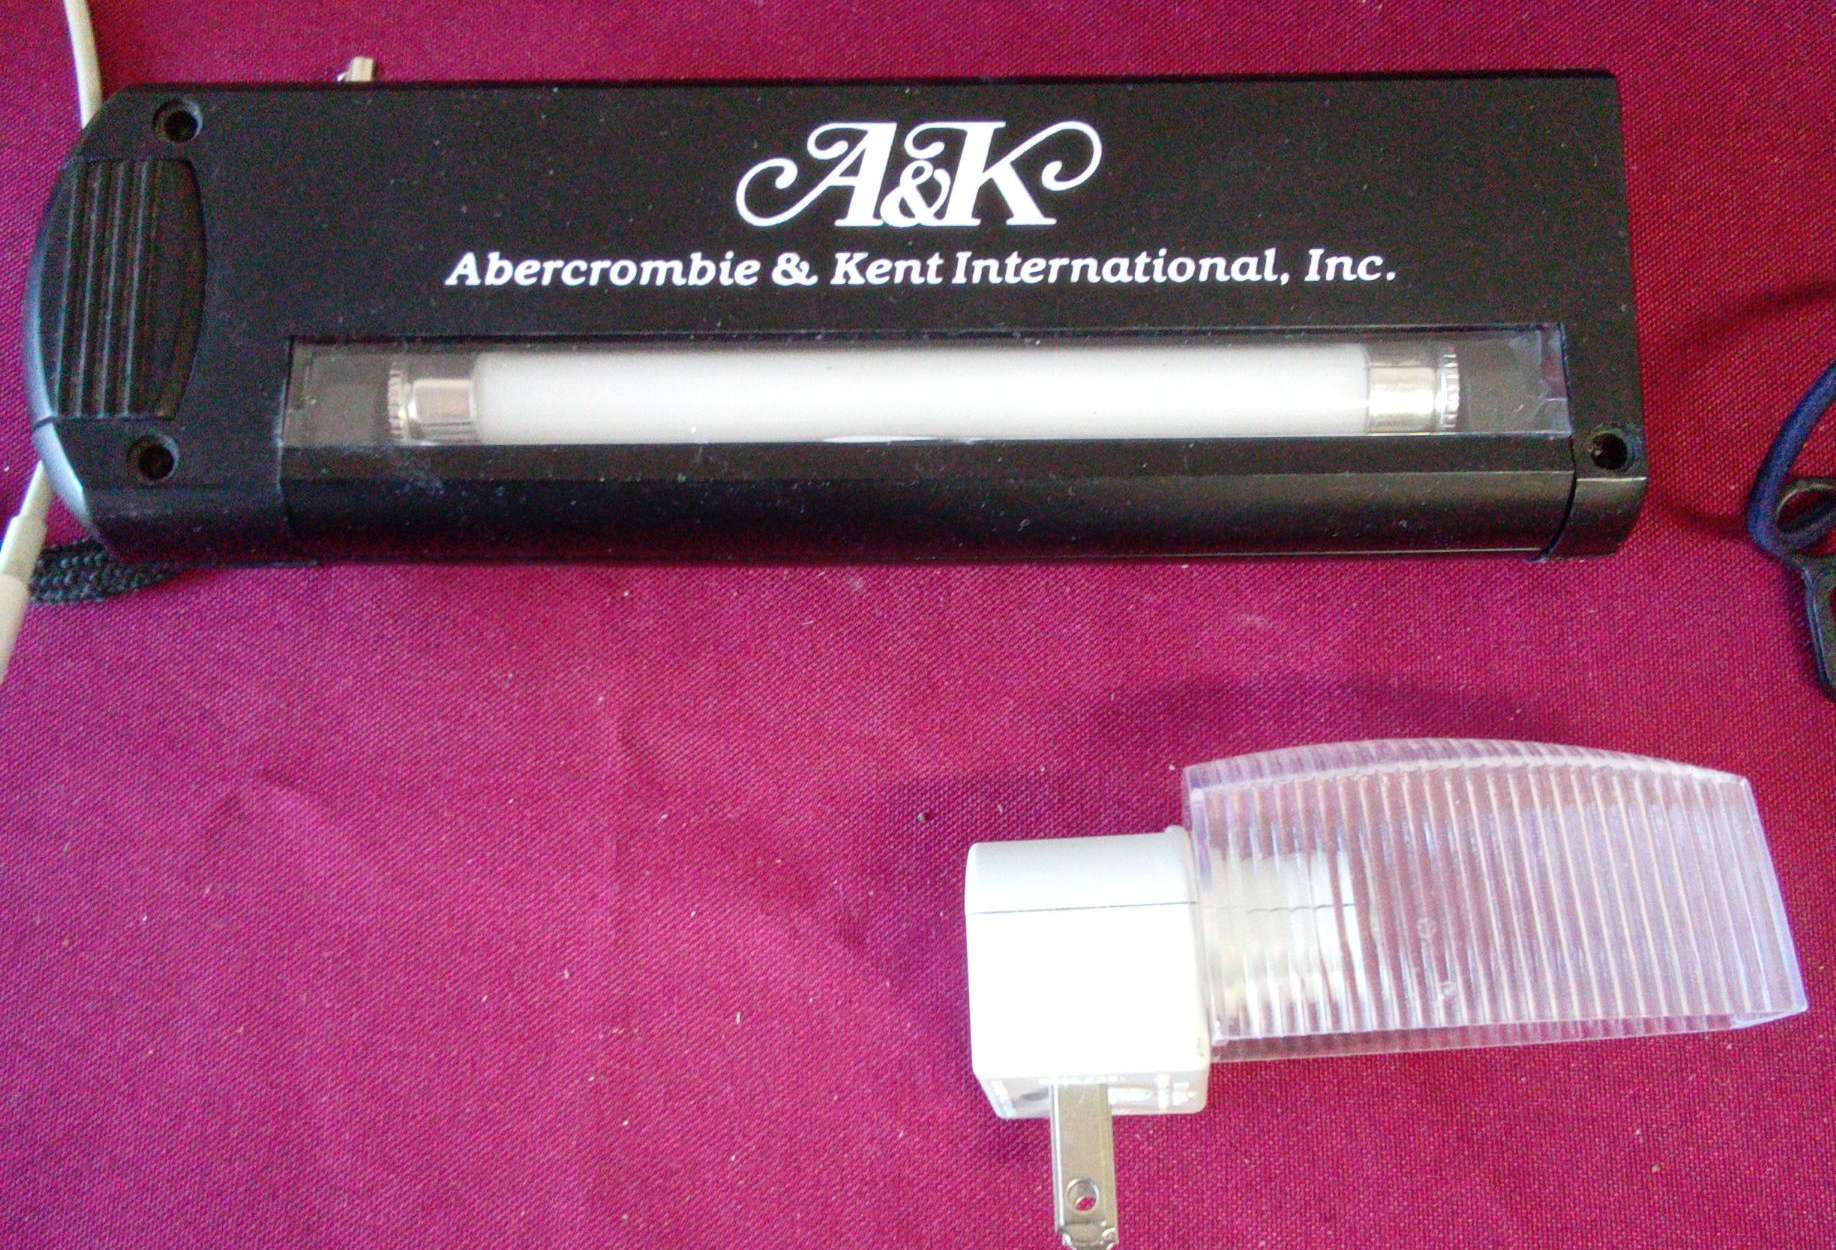 A&K
Abercrombie & Kent International, Inc.